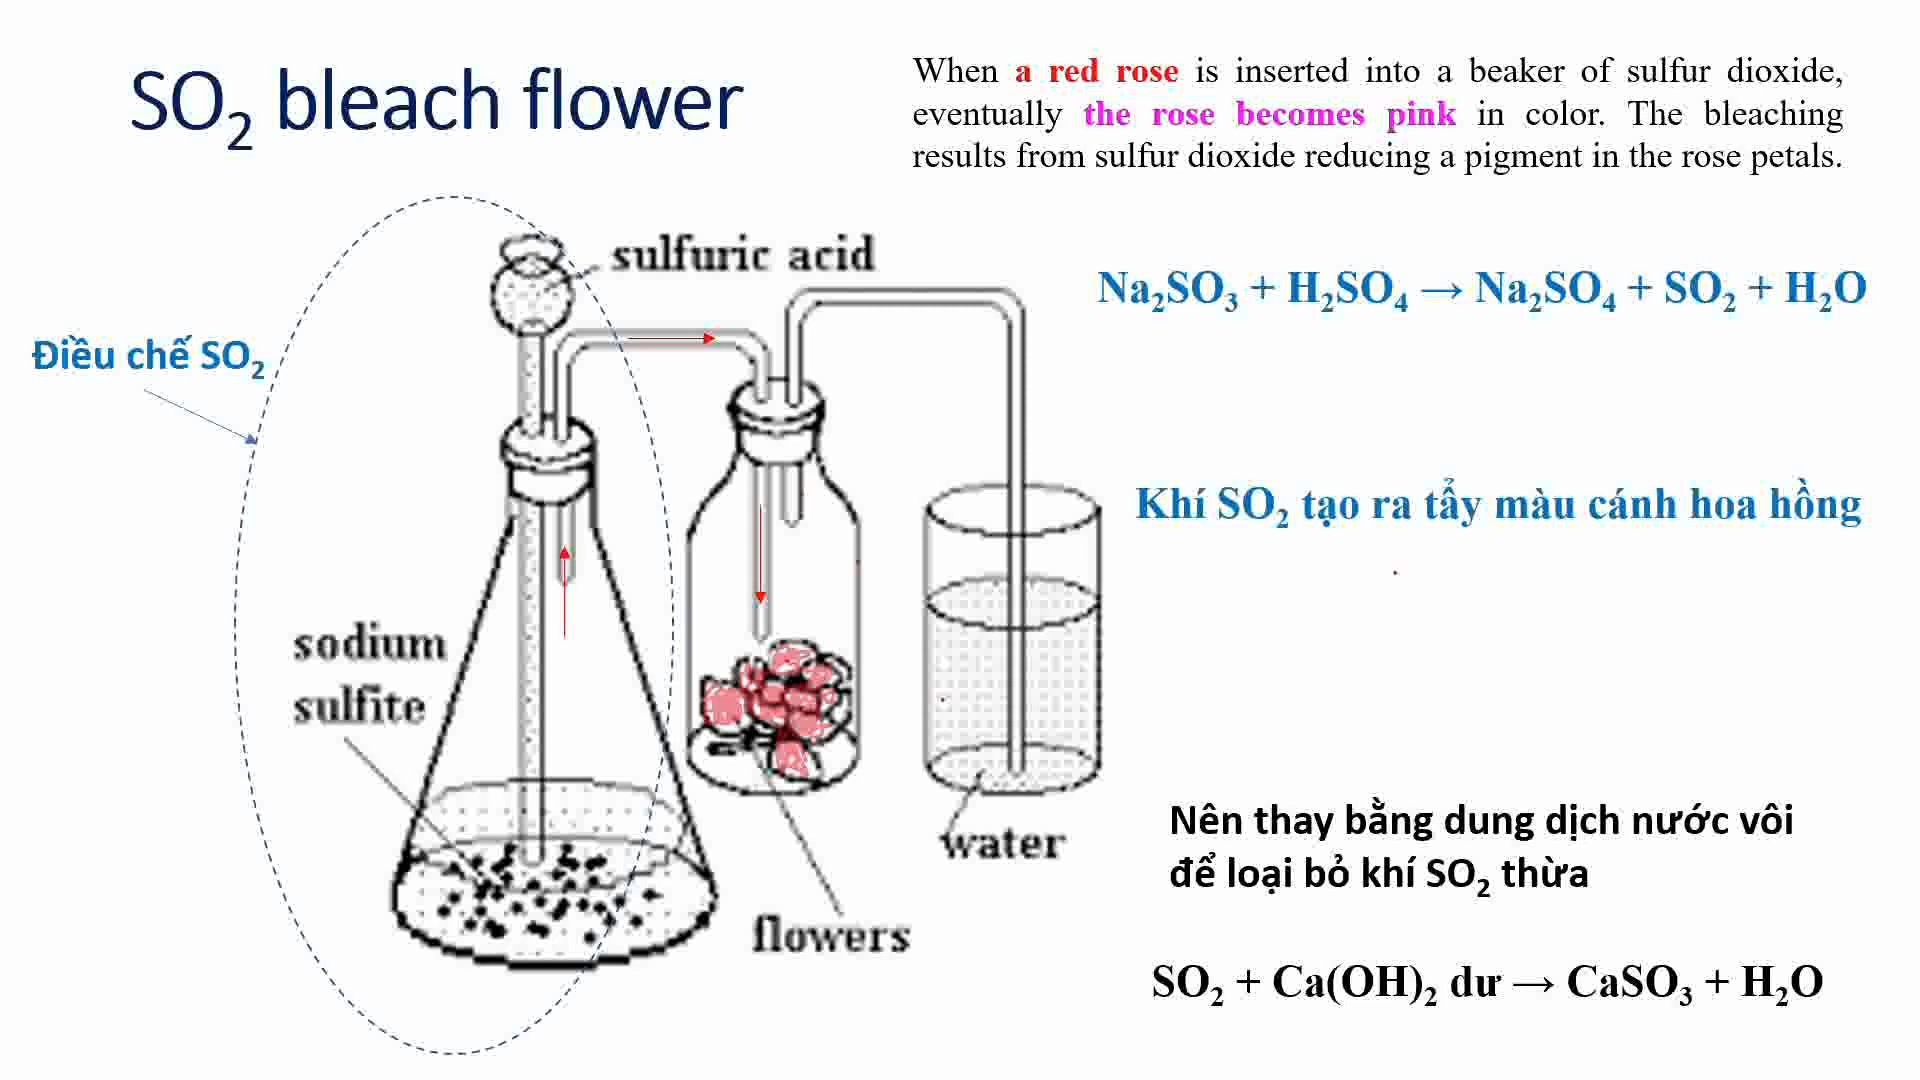 SO₂ bleach flower
When a red rose is inserted into a beaker of sulfur dioxide,
eventually the rose becomes pink in color. The bleaching
results from sulfur dioxide reducing a pigment in the rose petals.
sulfuric acid
Na₂SO₃ + H₂SO₄ → Na₂SO₄ + SO₂ + H₂O
Điều chế SO₂
Khí SO₂ tạo ra tẩy màu cánh hoa hồng
sodium
sulfite
water
flowers
Nên thay bằng dung dịch nước vôi
để loại bỏ khí SO₂ thừa
SO₂ + Ca(OH)₂ dư → CaSO₃ + H₂O